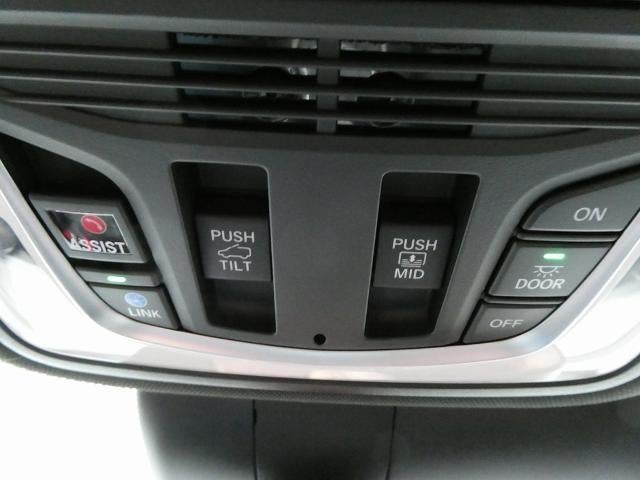 ASSIST
LINK
PUSH
TILT
PUSH
MID
ON
DOOR
OFF